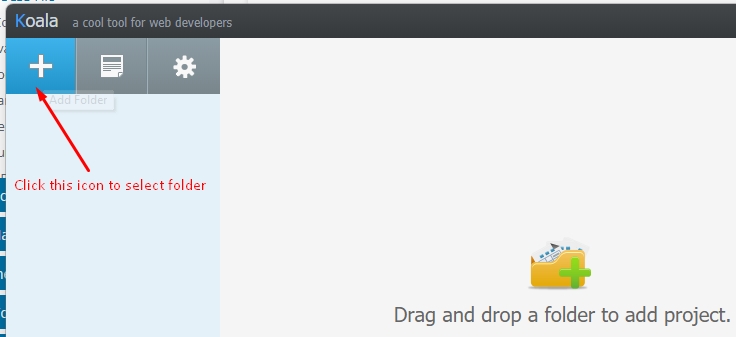 Koala a cool tool for web developers
Add Folder
Click this icon to select folder
Drag and drop a folder to add project.